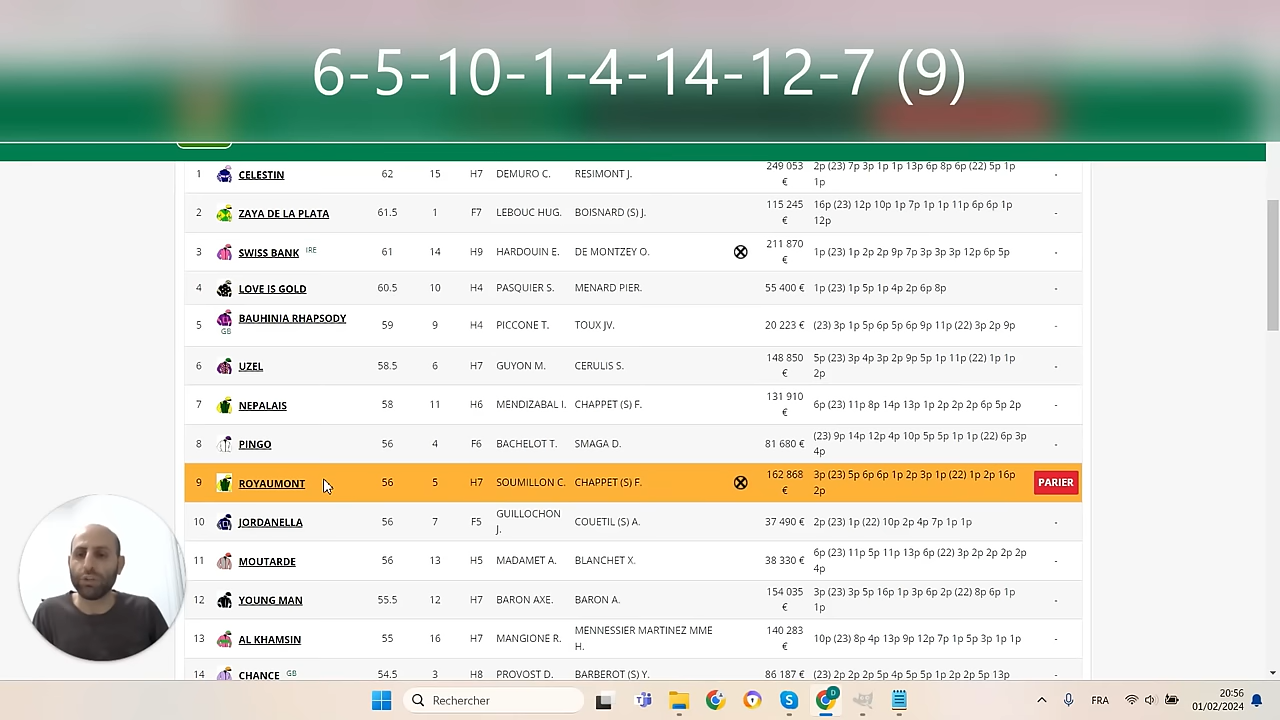 6-5-10-1-4-14-12-7 (9)
1 CELESTIN 62 15 H7 DEMURO C. RESIMONT J. 249 053 € 2p (23) 7p 3p 1p 1p 13p 6p 8p 6p (22) 5p 1p 1p -
2 ZAYA DE LA PLATA 61.5 1 F7 LEBOUC HUG. BOISNARD (S) J. 115 245 € 16p (23) 12p 10p 1p 7p 1p 1p 11p 6p 6p 1p 12p -
3 SWISS BANK IRE 61 14 H9 HARDOUIN E. DE MONTZEY O. 211 870 € 1p (23) 1p 2p 2p 9p 7p 3p 3p 3p 12p 6p 5p -
4 LOVE IS GOLD 60.5 10 H4 PASQUIER S. MENARD PIER. 55 400 € 1p (23) 1p 5p 1p 4p 2p 6p 8p -
5 BAUHINIA RHAPSODY GB 59 9 H4 PICCONE T. TOUX JV. 20 223 € (23) 3p 1p 5p 6p 5p 6p 11p (22) 3p 2p 9p -
6 UZEL 58.5 6 H7 GUYON M. CERULIS S. 148 850 € 5p (23) 3p 4p 3p 2p 9p 5p 1p 11p (22) 1p 1p 2p -
7 NEPALAIS 58 11 H6 MENDIZABAL I. CHAPPET (S) F. 131 910 € 6p (23) 11p 8p 14p 13p 1p 2p 2p 2p 6p 5p 2p -
8 PINGO 56 4 F6 BACHELOT T. SMAGA D. 81 680 € (23) 9p 14p 12p 4p 10p 5p 5p 1p 1p (22) 6p 3p 4p -
9 ROYAUMONT 56 5 H7 SOUMILLON C. CHAPPET (S) F. 162 868 € 3p (23) 5p 6p 6p 1p 2p 3p 1p (22) 1p 2p 16p 2p PARIER
10 JORDANELLA 56 7 F5 GUILLOCHON J. COUETIL (S) A. 37 490 € 2p (23) 1p (22) 10p 2p 4p 7p 1p 1p -
11 MOUTARDE 56 13 H5 MADAMET A. BLANCHET X. 38 330 € 6p (23) 11p 5p 11p 13p 6p (22) 3p 2p 2p 2p 2p 4p -
12 YOUNG MAN 55.5 12 H7 BARON AXE. BARON A. 154 035 € 3p (23) 3p 5p 16p 1p 3p 6p 2p (22) 8p 6p 1p 1p -
13 AL KHAMSIN 55 16 H7 MANGIONE R. MENNESSIER MARTINEZ MME H. 140 283 € 10p (23) 8p 4p 13p 9p 12p 7p 1p 5p 3p 1p 1p -
14 CHANCE GB 54.5 3 H8 PROVOST D. BARBEROT (S) Y. 86 187 € (23) 2p 2p 2p 5p 4p 5p 5p 1p 2p 2p 5p 13p -
Rechercher FRA 20:56
01/02/2024